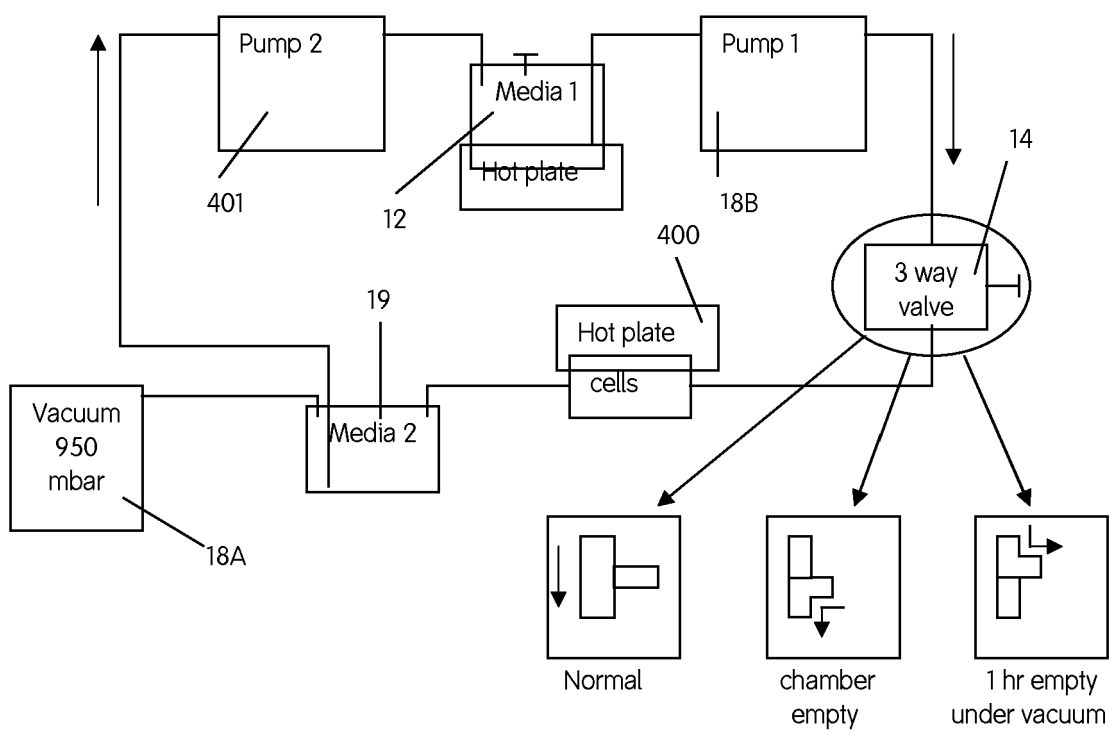 Pump 2
Media 1
Pump 1
Hot plate
401
12
18B
14
400
3 way
valve
19
Hot plate
cells
Vacuum
950
mbar
Media 2
18A
Normal
chamber
empty
1 hr empty
under vacuum